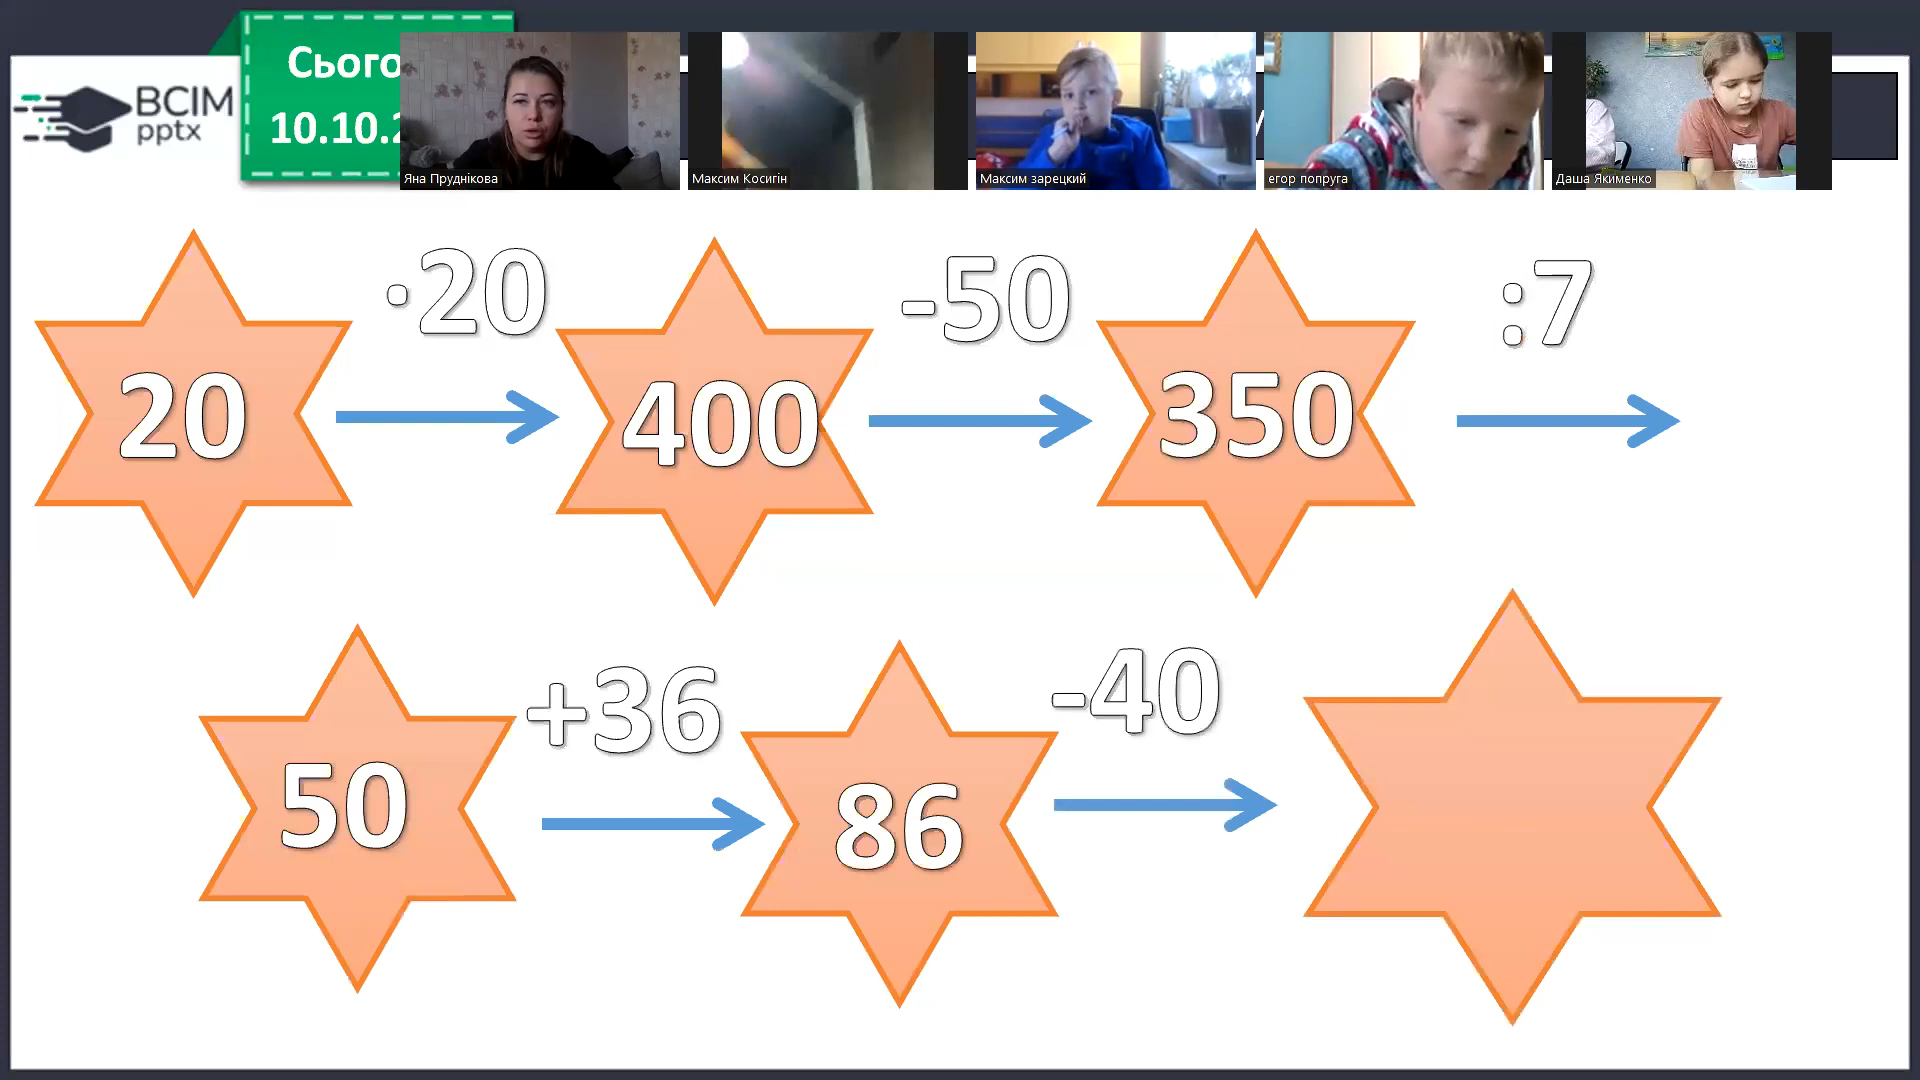 Сього
10.10.2
BCIM
pptx
Яна Пруднікова
Максим Косигін
Максим зарецкий
егор попруга
Даша Якименко
·20
-50
:7
20
400
350
+36
-40
50
86